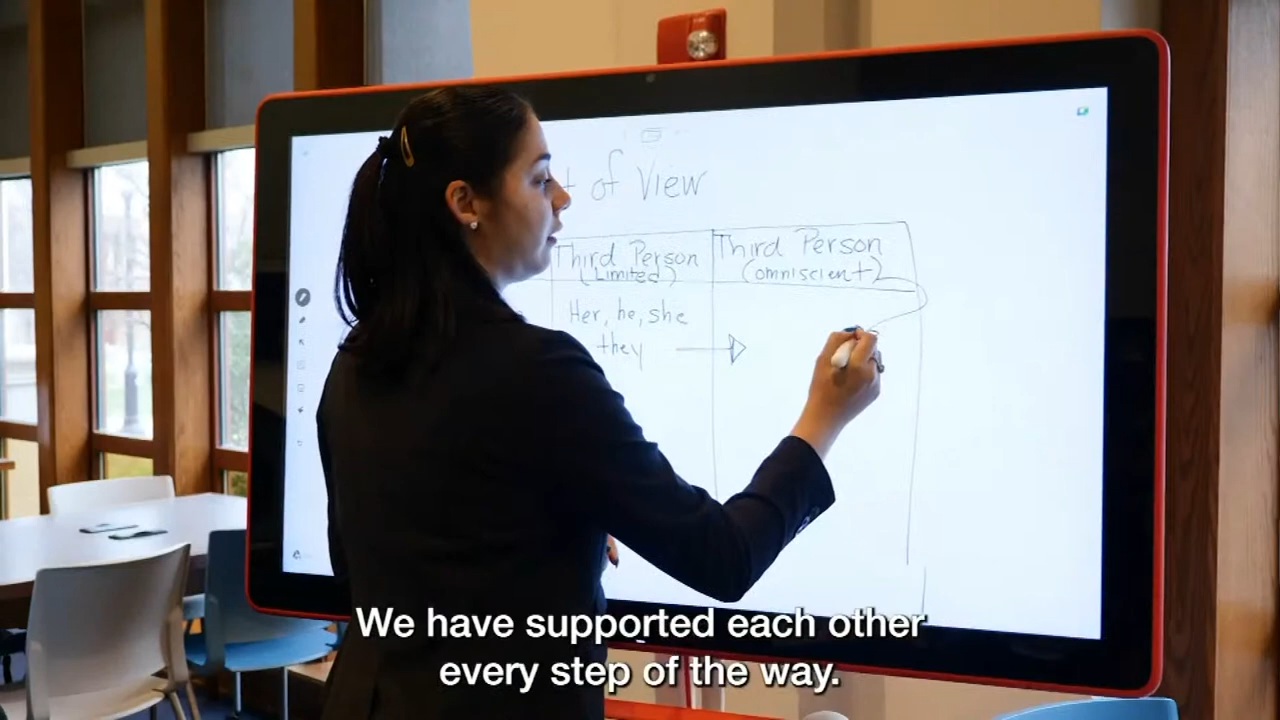 t of View
Third Person
(Limited)
Third Person
(omniscient)
Her, he, she
they
We have supported each other
every step of the way.